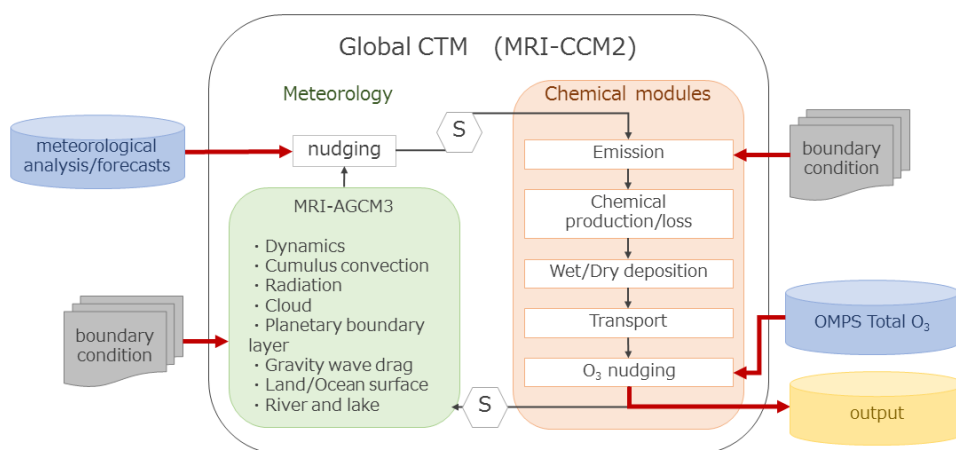 Global CTM (MRI-CCM2)
Meteorology
Chemical modules
S
meteorological
analysis/forecasts
nudging
Emission
boundary
condition
MRI-AGCM3
・Dynamics
・Cumulus convection
・Radiation
・Cloud
・Planetary boundary
layer
・Gravity wave drag
・Land/Ocean surface
・River and lake
Chemical
production/loss
Wet/Dry deposition
Transport
O₃ nudging
boundary
condition
OMPS Total O₃
S
output